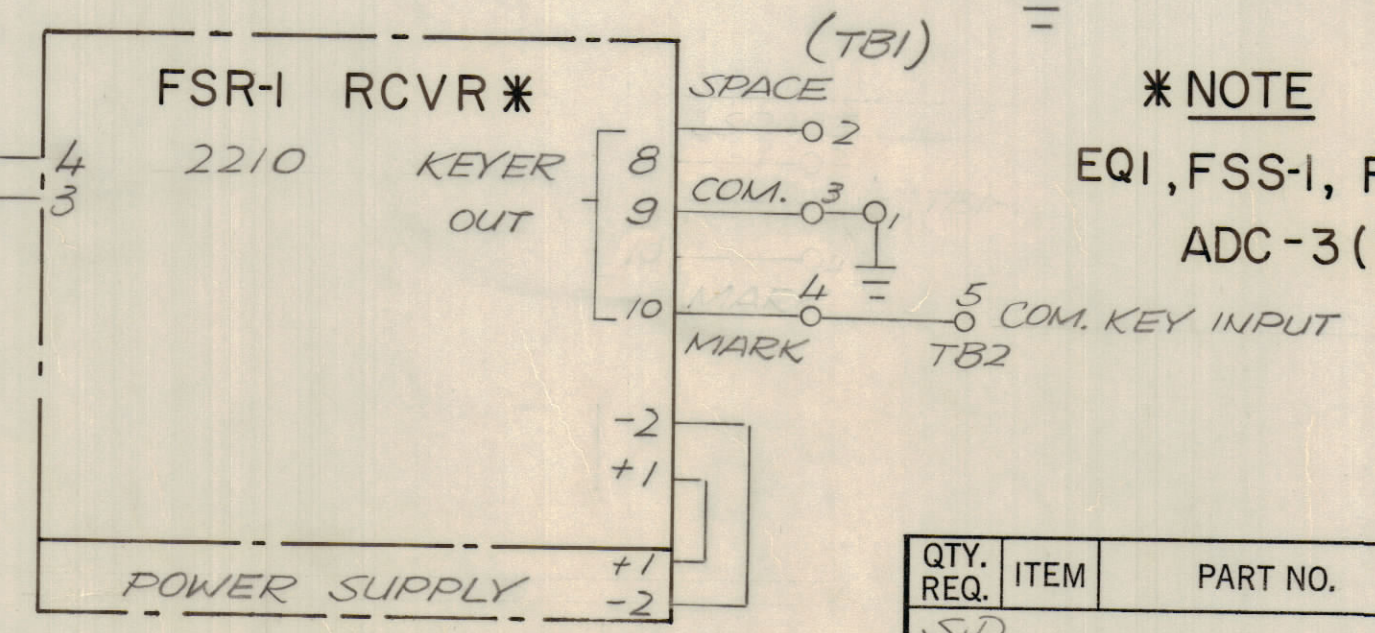 (TB1)
FSR-1 RCVR*
SPACE
* NOTE
4
2210
KEYER
8
2
EQ1, FSS-1,
3
OUT
9
COM.
3
1
ADC-3(
10
4
5
COM. KEY INPUT
MARK
TB2
-2
+1
QTY. REQ.
ITEM
PART NO.
+1
POWER SUPPLY
-2
S.D.